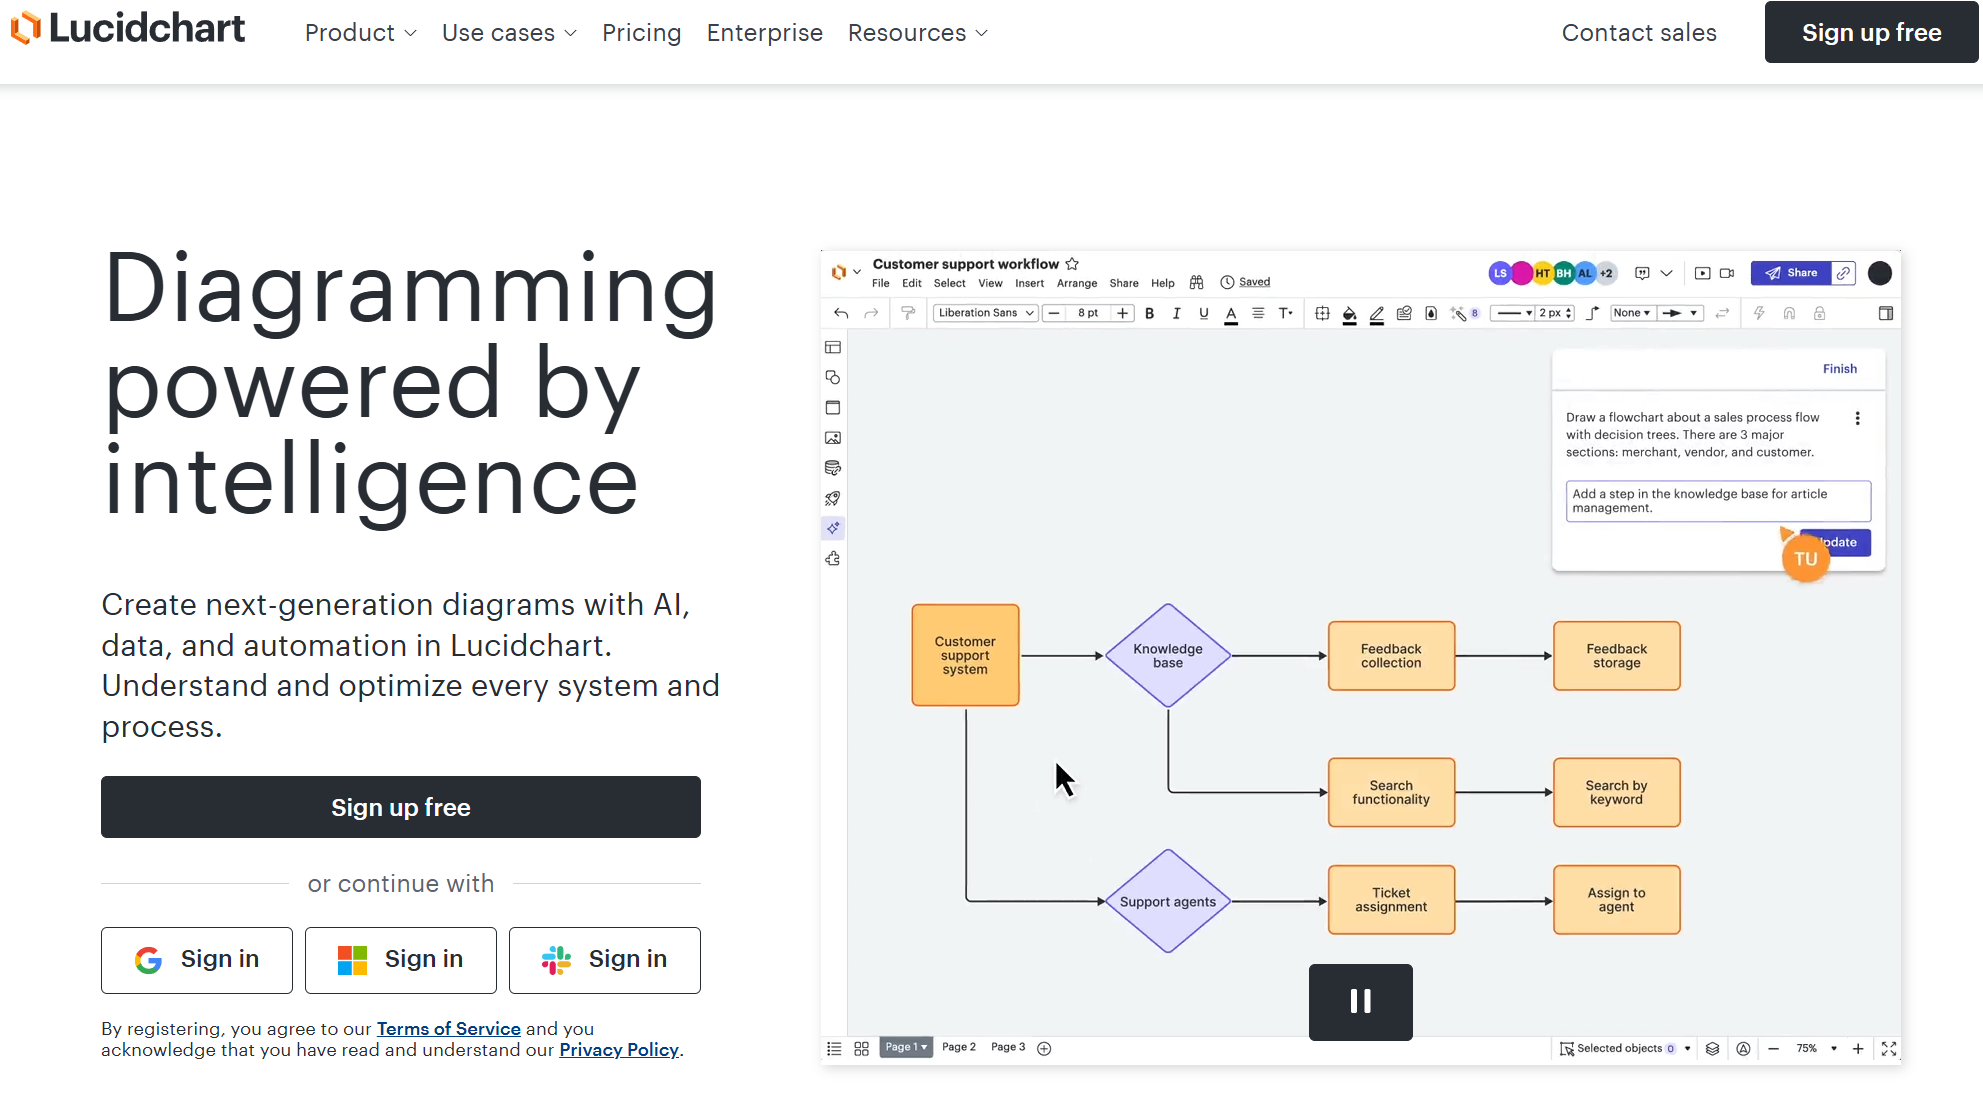 Lucidchart
Product
Use cases
Pricing
Enterprise
Resources
Contact sales
Sign up free
Diagramming
powered by
intelligence
Create next-generation diagrams with AI,
data, and automation in Lucidchart.
Understand and optimize every system and
process.
Sign up free
or continue with
Sign in
Sign in
Sign in
By registering, you agree to our Terms of Service and you
acknowledge that you have read and understand our Privacy Policy.
Customer support workflow
File Edit Select View Insert Arrange Share Help
Saved
LS HT BH AL +2
Share
Liberation Sans
8 pt
B I U A
T
8
2 px
None
Finish
Draw a flowchart about a sales process flow
with decision trees. There are 3 major
sections: merchant, vendor, and customer.
Add a step in the knowledge base for article
management.
TU
Customer
support
system
Knowledge
base
Feedback
collection
Feedback
storage
Search
functionality
Search by
keyword
Support agents
Ticket
assignment
Assign to
agent
Page 1
Page 2
Page 3
Selected objects 0
75%